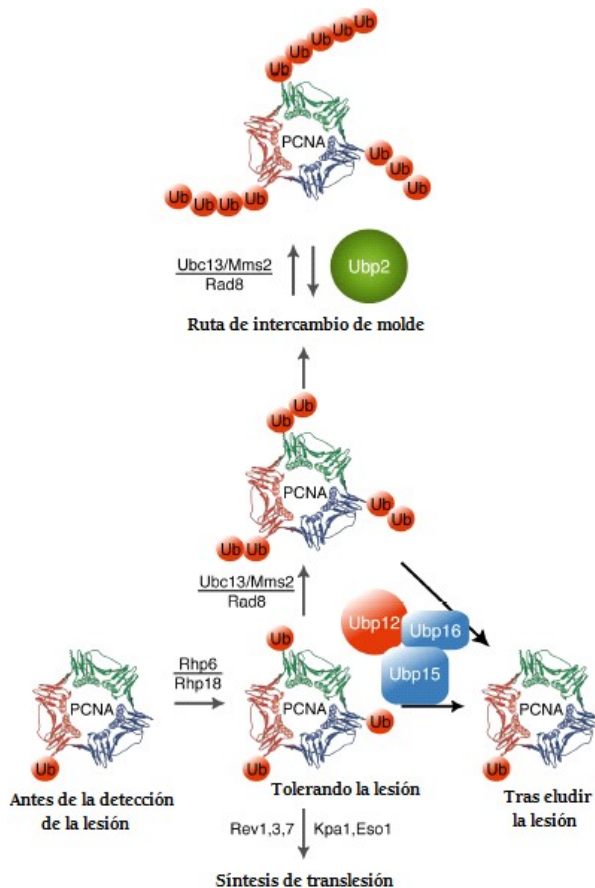 Ub Ub Ub Ub Ub
PCNA
Ub Ub Ub
Ub Ub Ub Ub
Ubc13/Mms2
Rad8
Ubp2
Ruta de intercambio de molde
Ub Ub
PCNA
Ub Ub
Ub Ub
Ubc13/Mms2
Rad8
Ubp12
Ubp16
Ubp15
Ub
Rhp6
Rhp18
PCNA
PCNA
PCNA
Ub
Ub
Ub
Ub
Antes de la detección
de la lesión
Tolerando la lesión
Tras eludir
la lesión
Rev1,3,7
Kpa1,Eso1
Síntesis de translesión